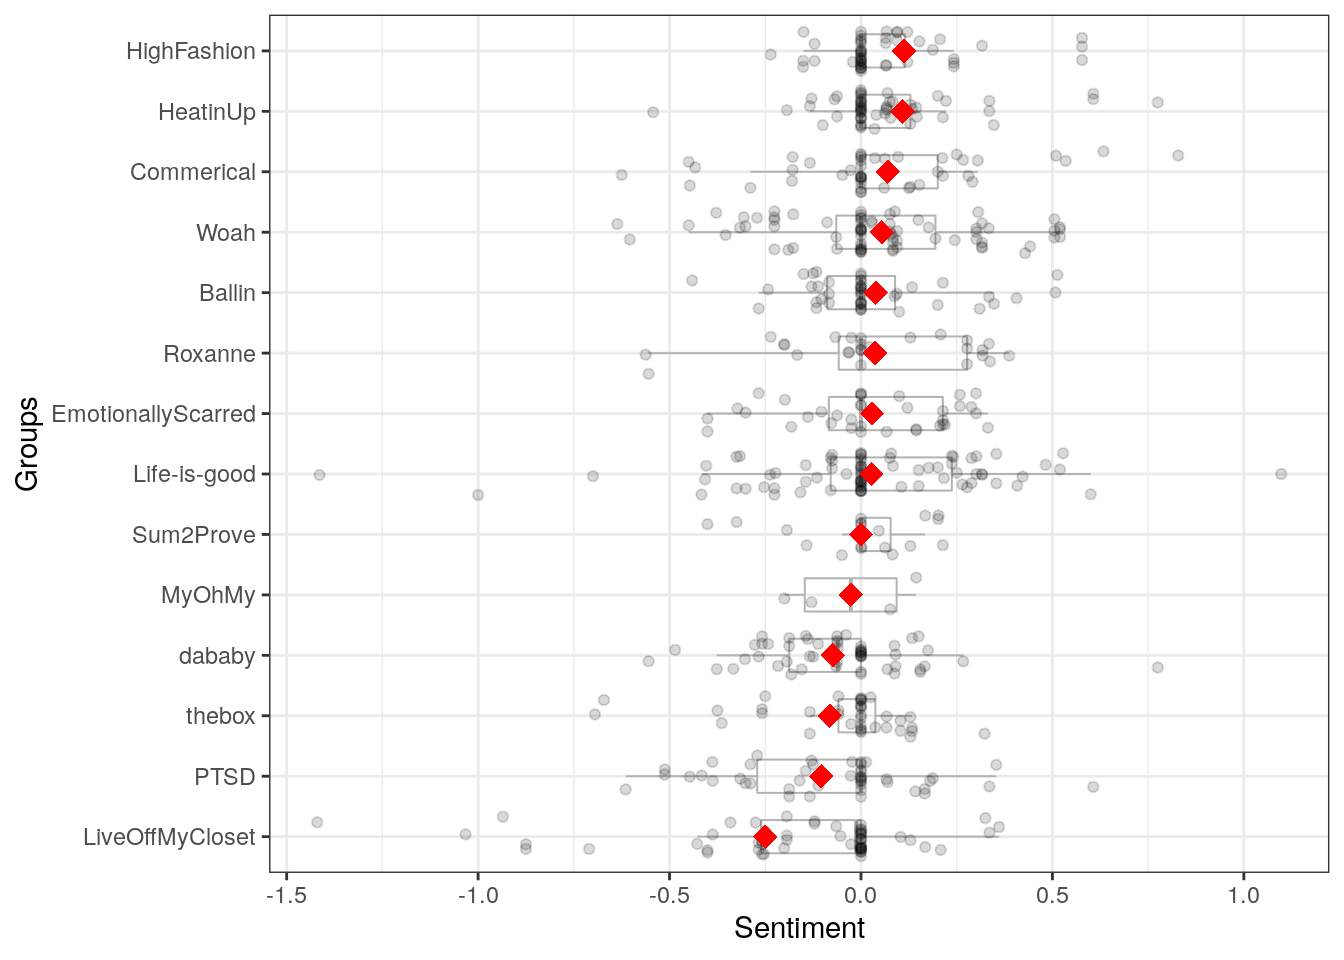 HighFashion
HeatinUp
Commerical
Woah
Ballin
Roxanne
EmotionallyScarred
Life-is-good
Sum2Prove
MyOhMy
dababy
thebox
PTSD
LiveOffMyCloset
Groups
-1.5 -1.0 -0.5 0.0 0.5 1.0
Sentiment